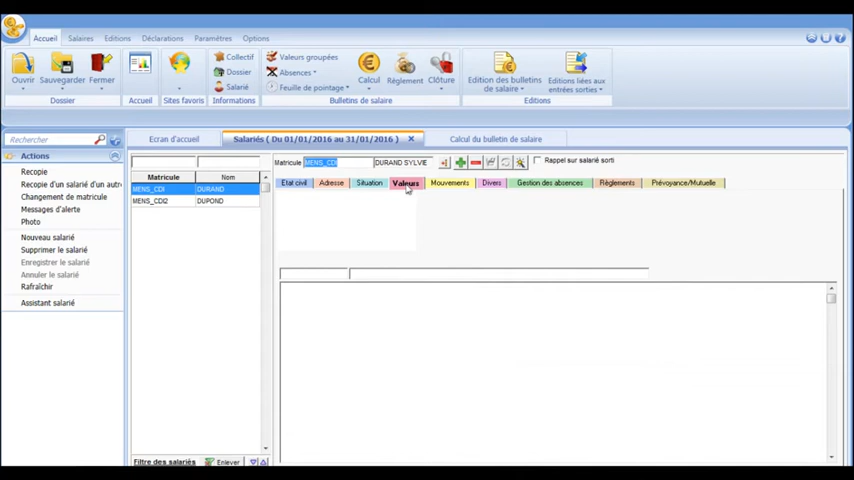 Accueil Salaires Editions Déclarations Paramètres Options
Ouvrir Sauvegarder Fermer
Dossier
Accueil
Sites favoris
Collectif
Dossier
Salarié
Informations
Valeurs groupées
Absences
Feuille de pointage
Calcul Règlement Clôture
Bulletins de salaire
Edition des bulletins de salaire
Editions liées aux entrées sorties
Editions
Rechercher
Ecran d'accueil Salariés ( Du 01/01/2016 au 31/01/2016 ) Calcul du bulletin de salaire
Actions
Recopie
Recopie d'un salarié d'un autr
Changement de matricule
Messages d'alerte
Photo
Nouveau salarié
Supprimer le salarié
Enregistrer le salarié
Annuler le salarié
Rafraîchir
Assistant salarié
Matricule Nom
MENS_CDI DURAND
MENS_CDI2 DUPOND
Filtre des salariés Enlever
Matricule MENS_CDI DURAND SYLVIE Rappel sur salarié sorti
Etat civil Adresse Situation Valeurs Mouvements Divers Gestion des absences Règlements Prévoyance/Mutuelle